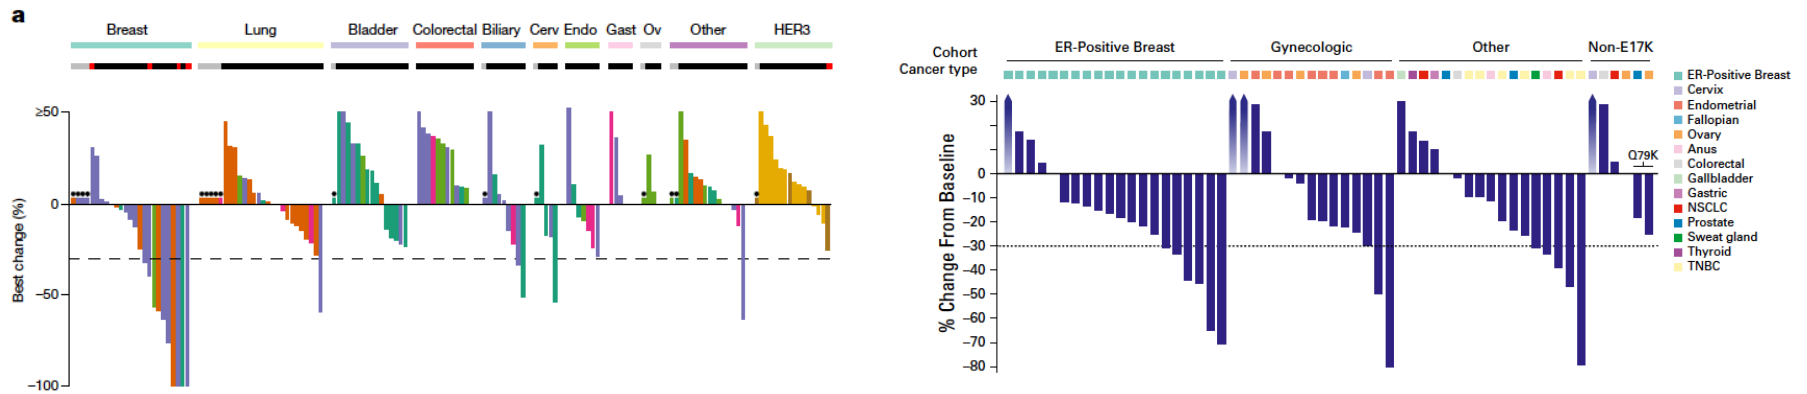 a
Breast Lung Bladder Colorectal Biliary Cerv Endo Gast Ov Other HER3
Best change (%)
≥50
0
−50
−100
Cohort ER-Positive Breast Gynecologic Other Non-E17K
Cancer type
% Change From Baseline
30
0
−10
−20
−30
−40
−50
−60
−70
−80
Q79K
ER-Positive Breast
Cervix
Endometrial
Fallopian
Ovary
Anus
Colorectal
Gallbladder
Gastric
NSCLC
Prostate
Sweat gland
Thyroid
TNBC